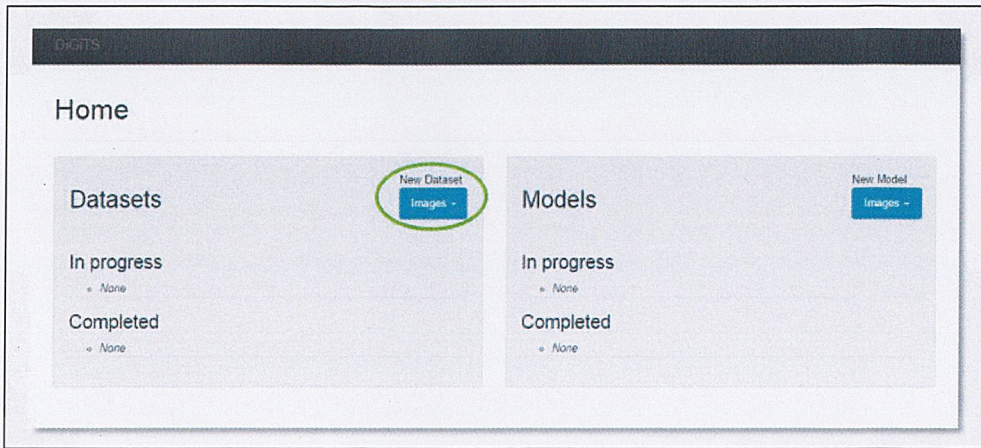 DIGITS
Home
Datasets
New Dataset
Images
In progress
None
Completed
None
Models
New Model
Images
In progress
None
Completed
None